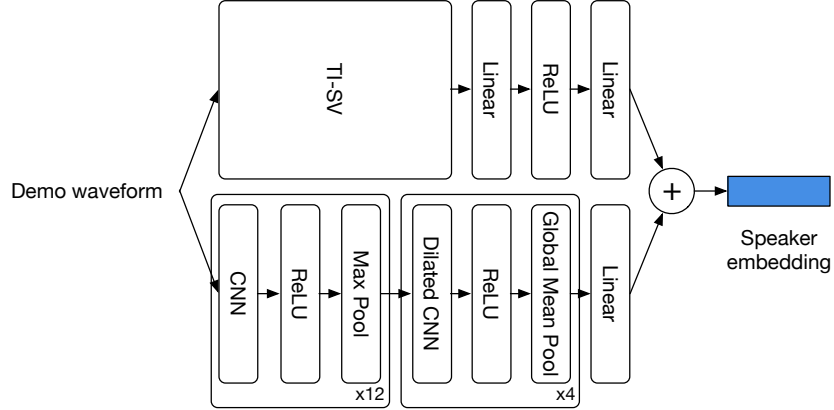 TI-SV
Linear
ReLU
Linear
Demo waveform
+
Speaker
embedding
CNN
ReLU
Max Pool
x12
Dilated CNN
ReLU
Global Mean Pool
x4
Linear